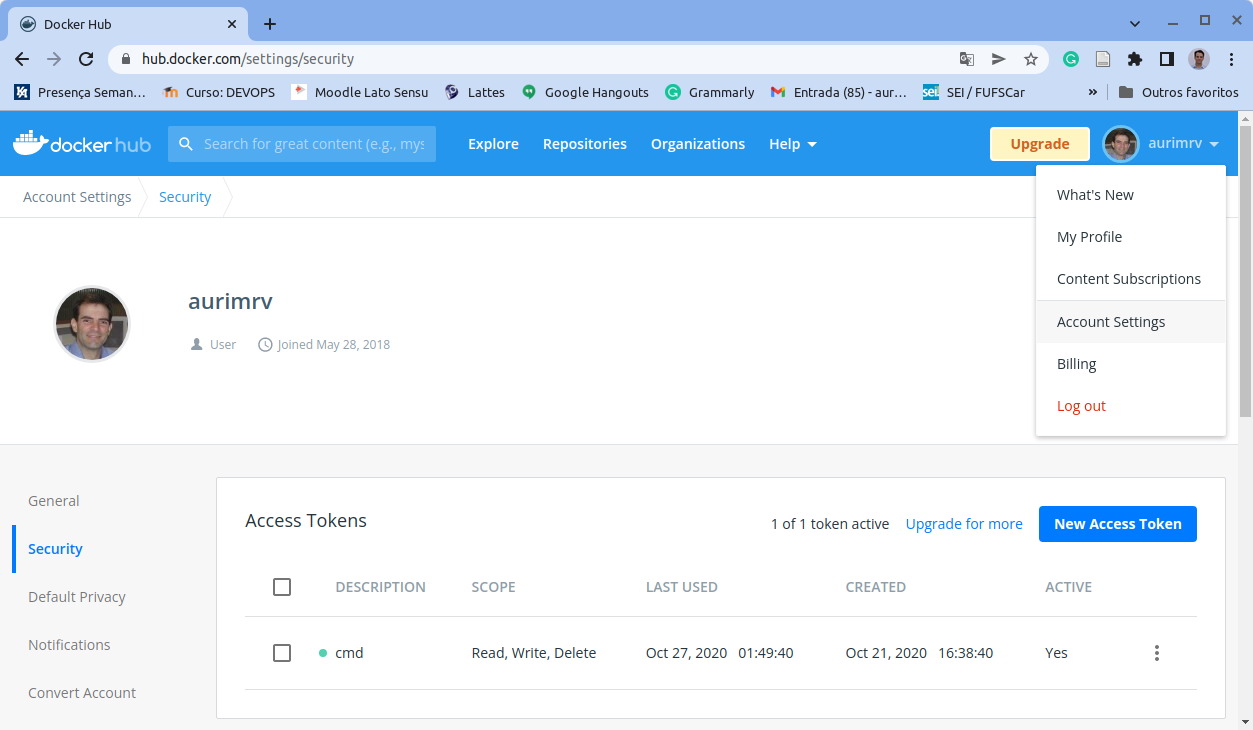 Docker Hub
hub.docker.com/settings/security
Presença Seman… Curso: DEVOPS Moodle Lato Sensu Lattes Google Hangouts Grammarly Entrada (85) - aur… SEI / FUFSCar » Outros favoritos
docker hub Search for great content (e.g., mys Explore Repositories Organizations Help Upgrade aurimrv
Account Settings Security
What's New
My Profile
Content Subscriptions
Account Settings
Billing
Log out
aurimrv
User Joined May 28, 2018
General
Security
Default Privacy
Notifications
Convert Account
Access Tokens 1 of 1 token active Upgrade for more New Access Token
DESCRIPTION SCOPE LAST USED CREATED ACTIVE
cmd Read, Write, Delete Oct 27, 2020 01:49:40 Oct 21, 2020 16:38:40 Yes